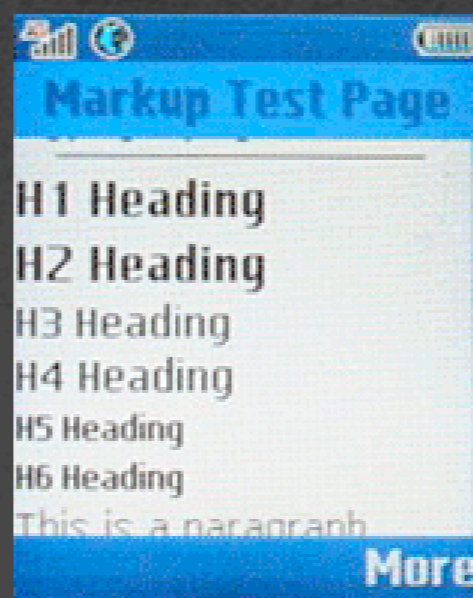 Markup Test Page
H1 Heading
H2 Heading
H3 Heading
H4 Heading
H5 Heading
H6 Heading
This is a paragraph
More